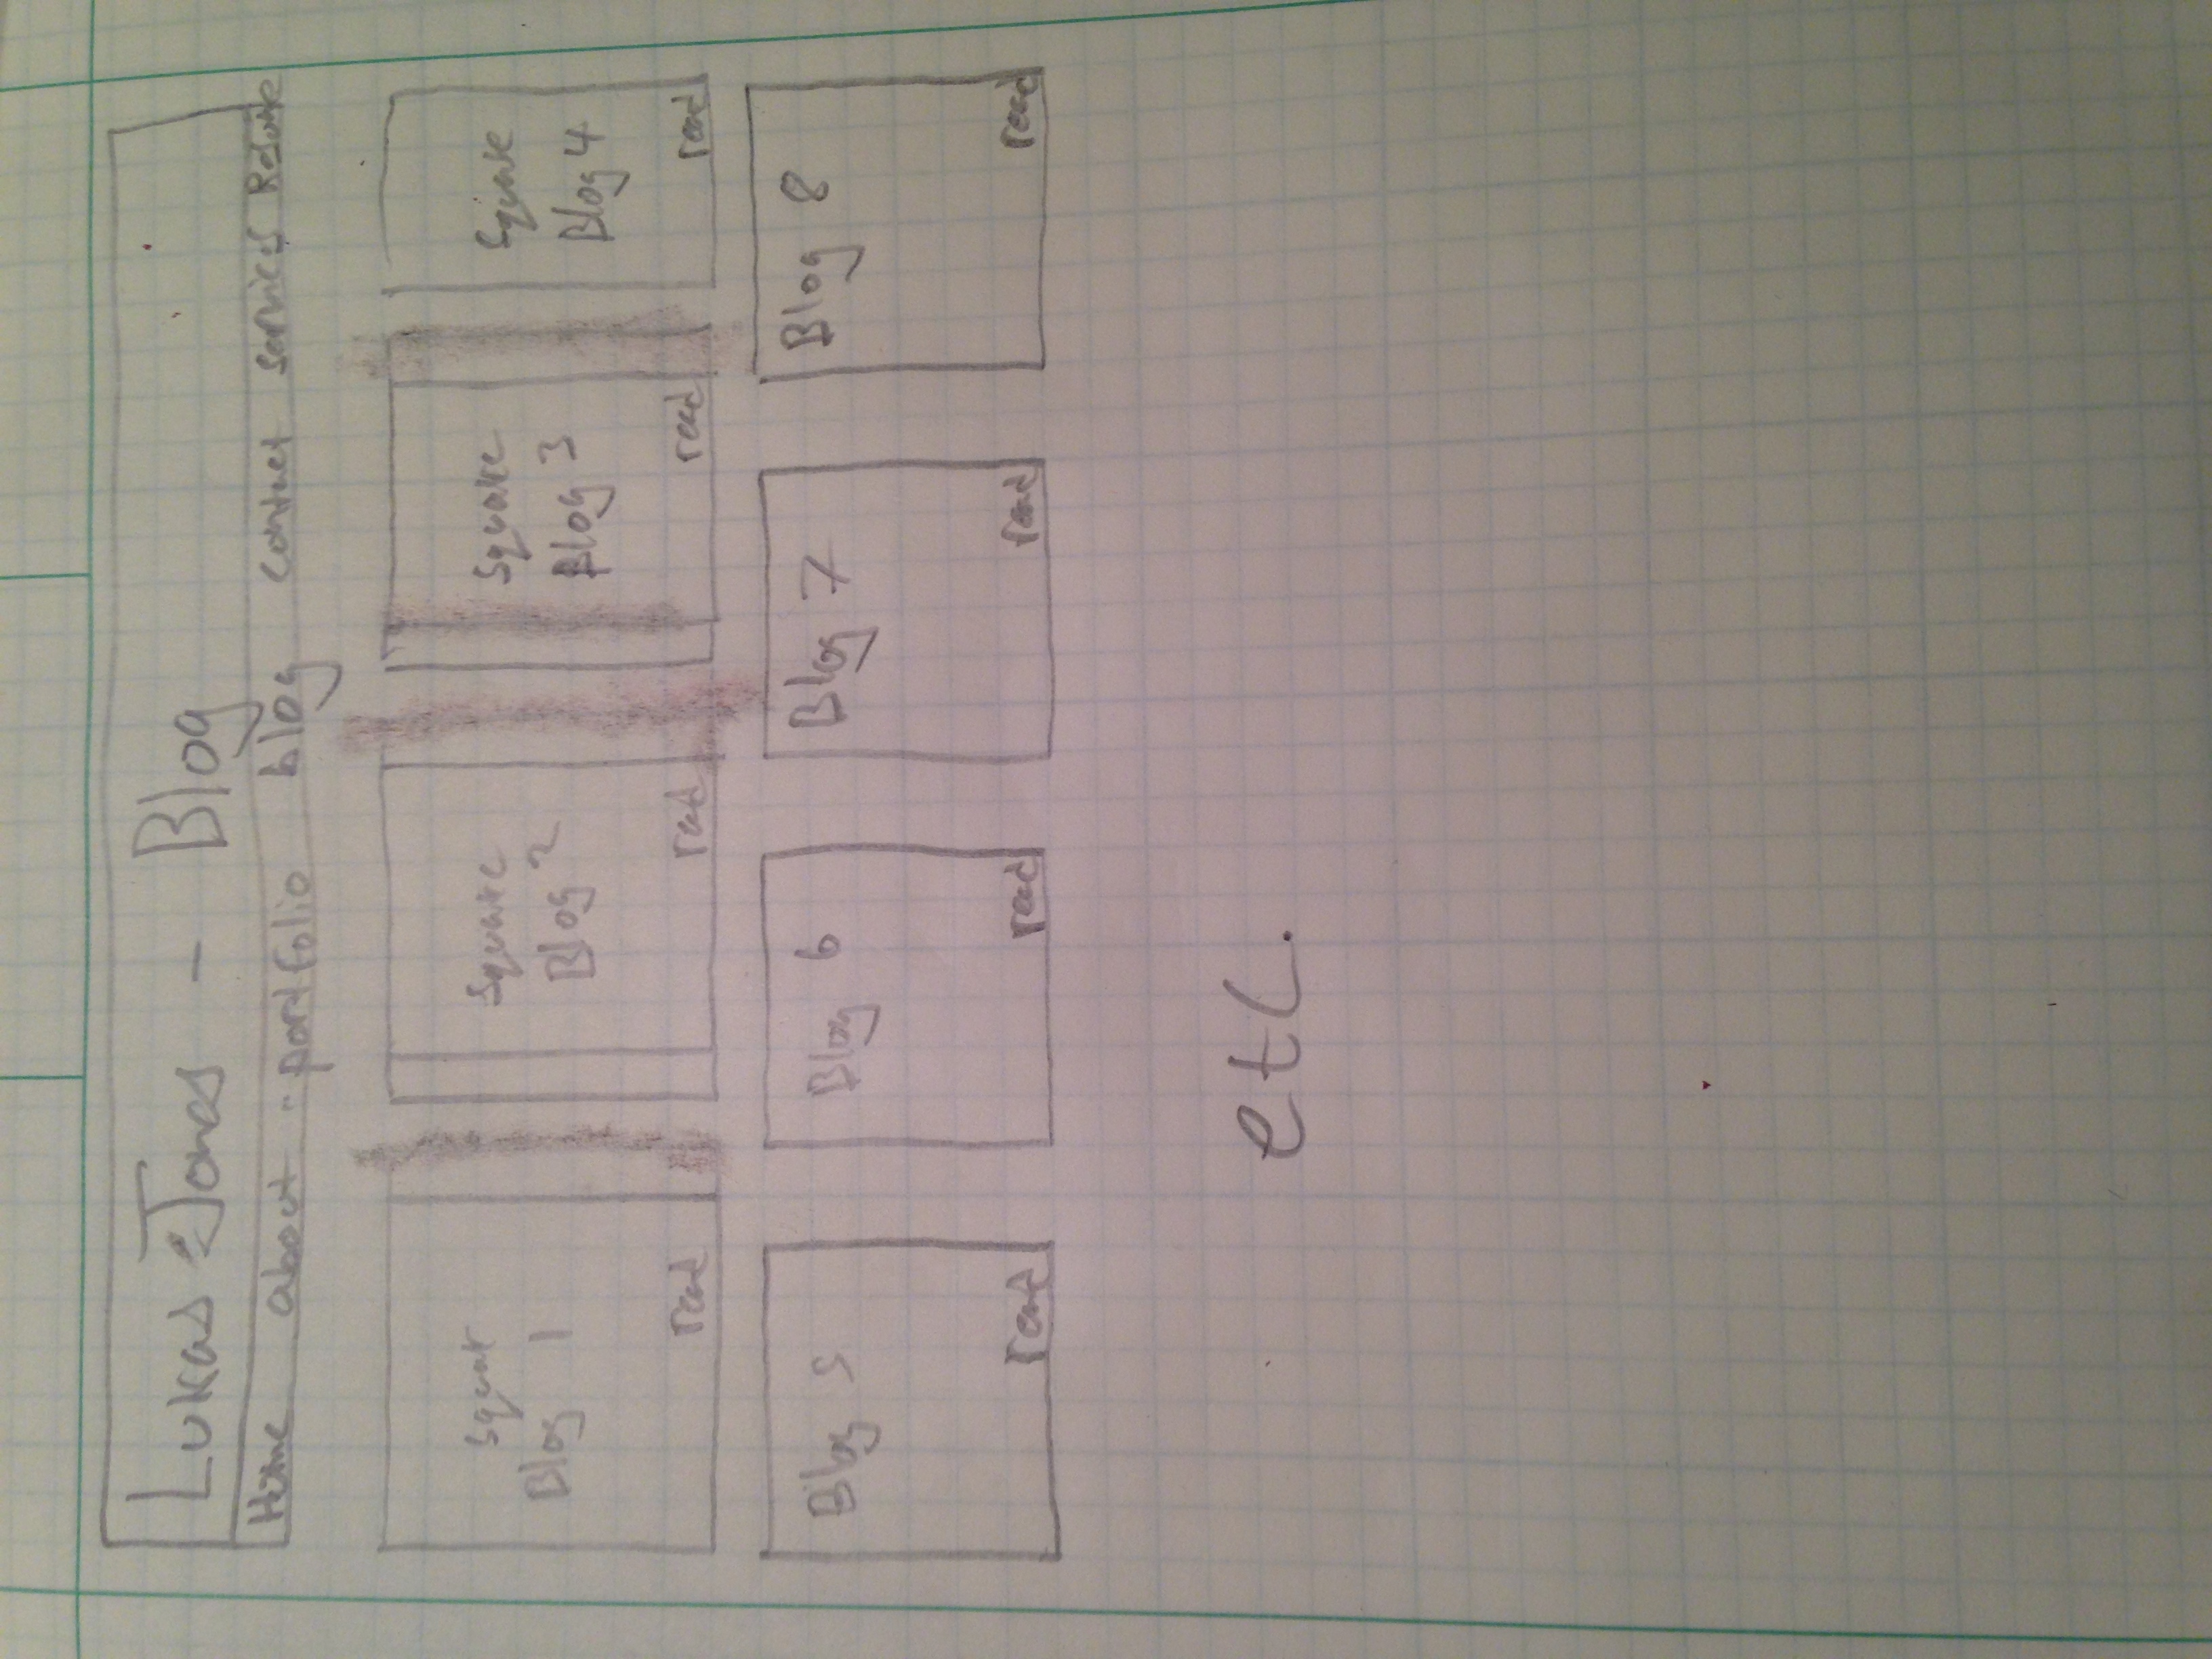 Lukas Jones - Blog
Home about portfolio blog contact services Resume
Squar Square Square Square
Blog 1 Blog 2 Blog 3 Blog 4
read read read read
Blog 5 Blog 6 Blog 7 Blog 8
read read read read
etc.